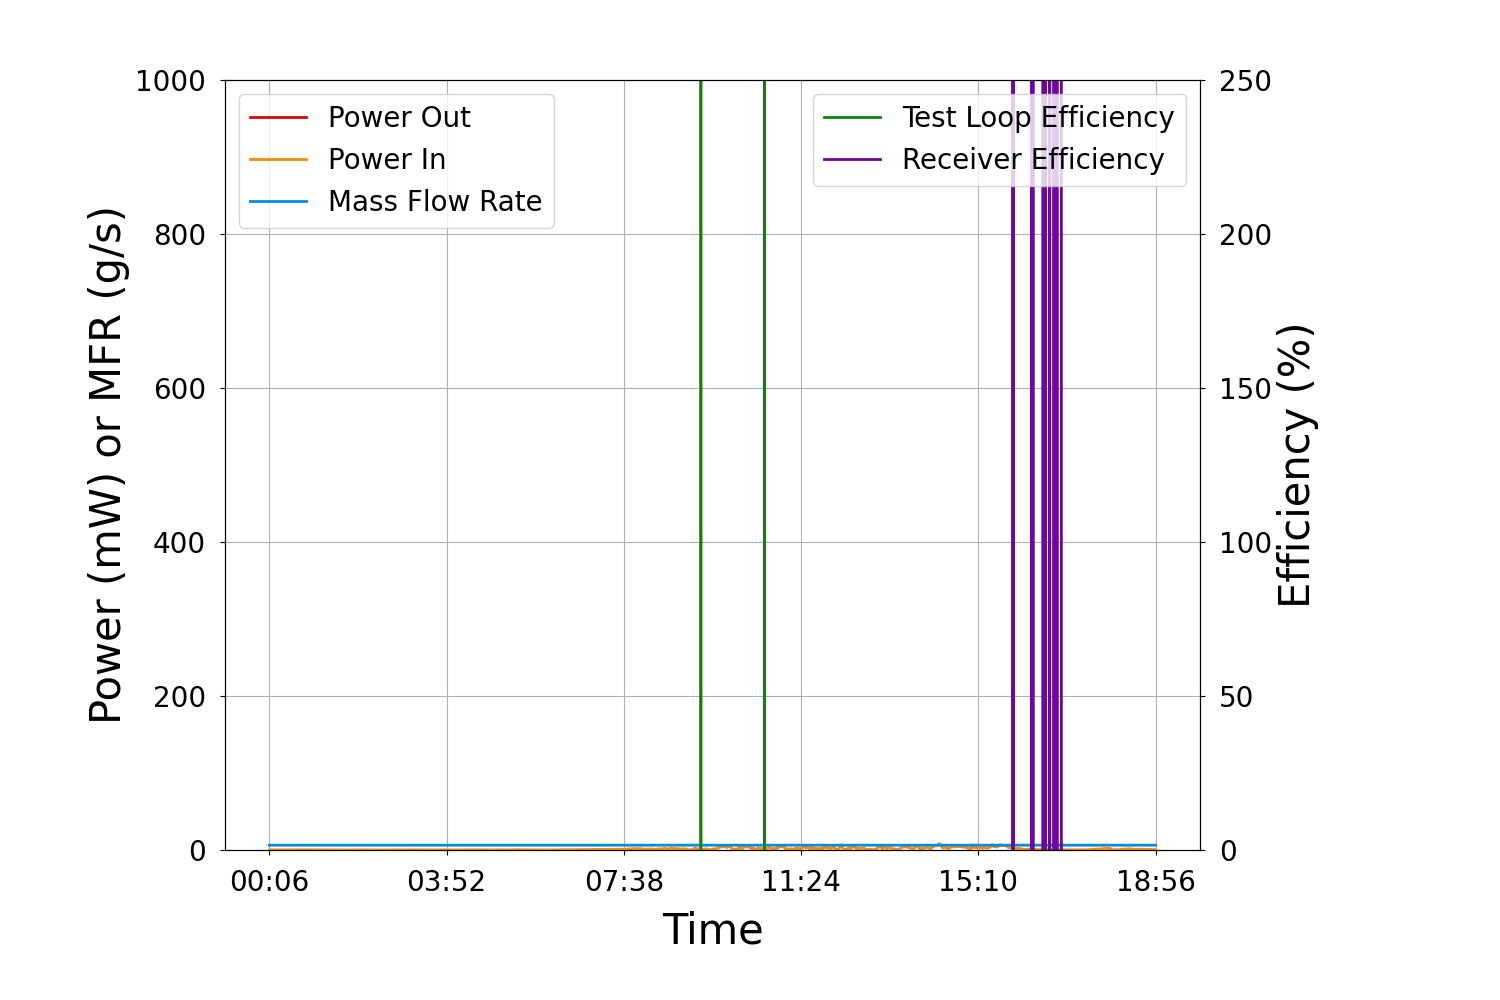 Power (mW) or MFR (g/s)
1000
800
600
400
200
0
Power Out
Power In
Mass Flow Rate
Test Loop Efficiency
Receiver Efficiency
250
200
150
100
50
0
Efficiency (%)
00:06 03:52 07:38 11:24 15:10 18:56
Time